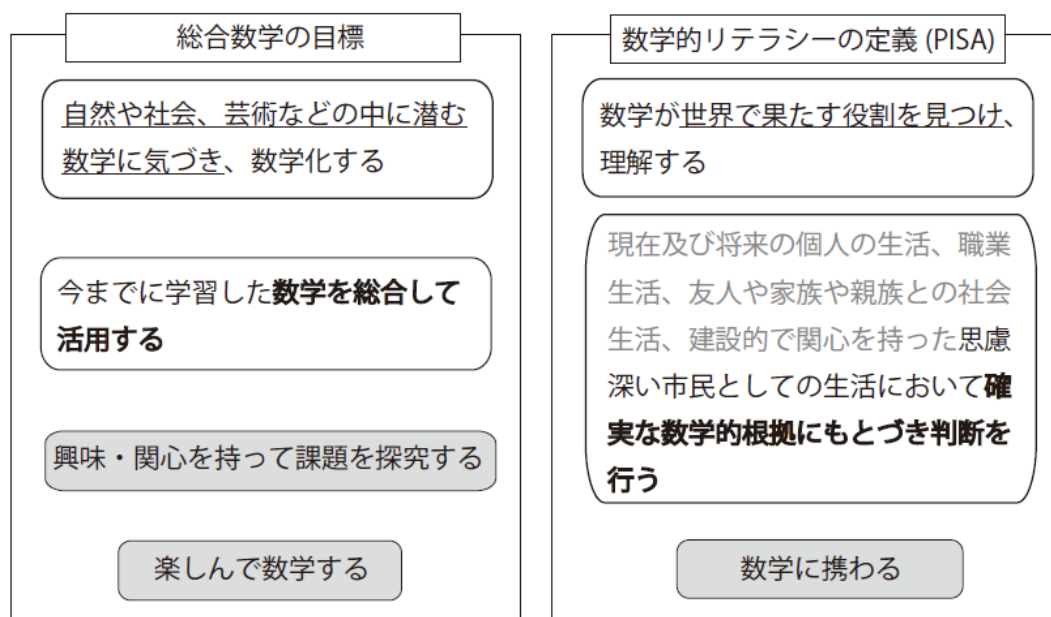 総合数学の目標
自然や社会、芸術などの中に潜む
数学に気づき、数学化する
今までに学習した数学を総合して
活用する
興味・関心を持って課題を探究する
楽しんで数学する
数学的リテラシーの定義 (PISA)
数学が世界で果たす役割を見つけ、
理解する
現在及び将来の個人の生活、職業
生活、友人や家族や親族との社会
生活、建設的で関心を持った思慮
深い市民としての生活において確
実な数学的根拠にもとづき判断を
行う
数学に携わる